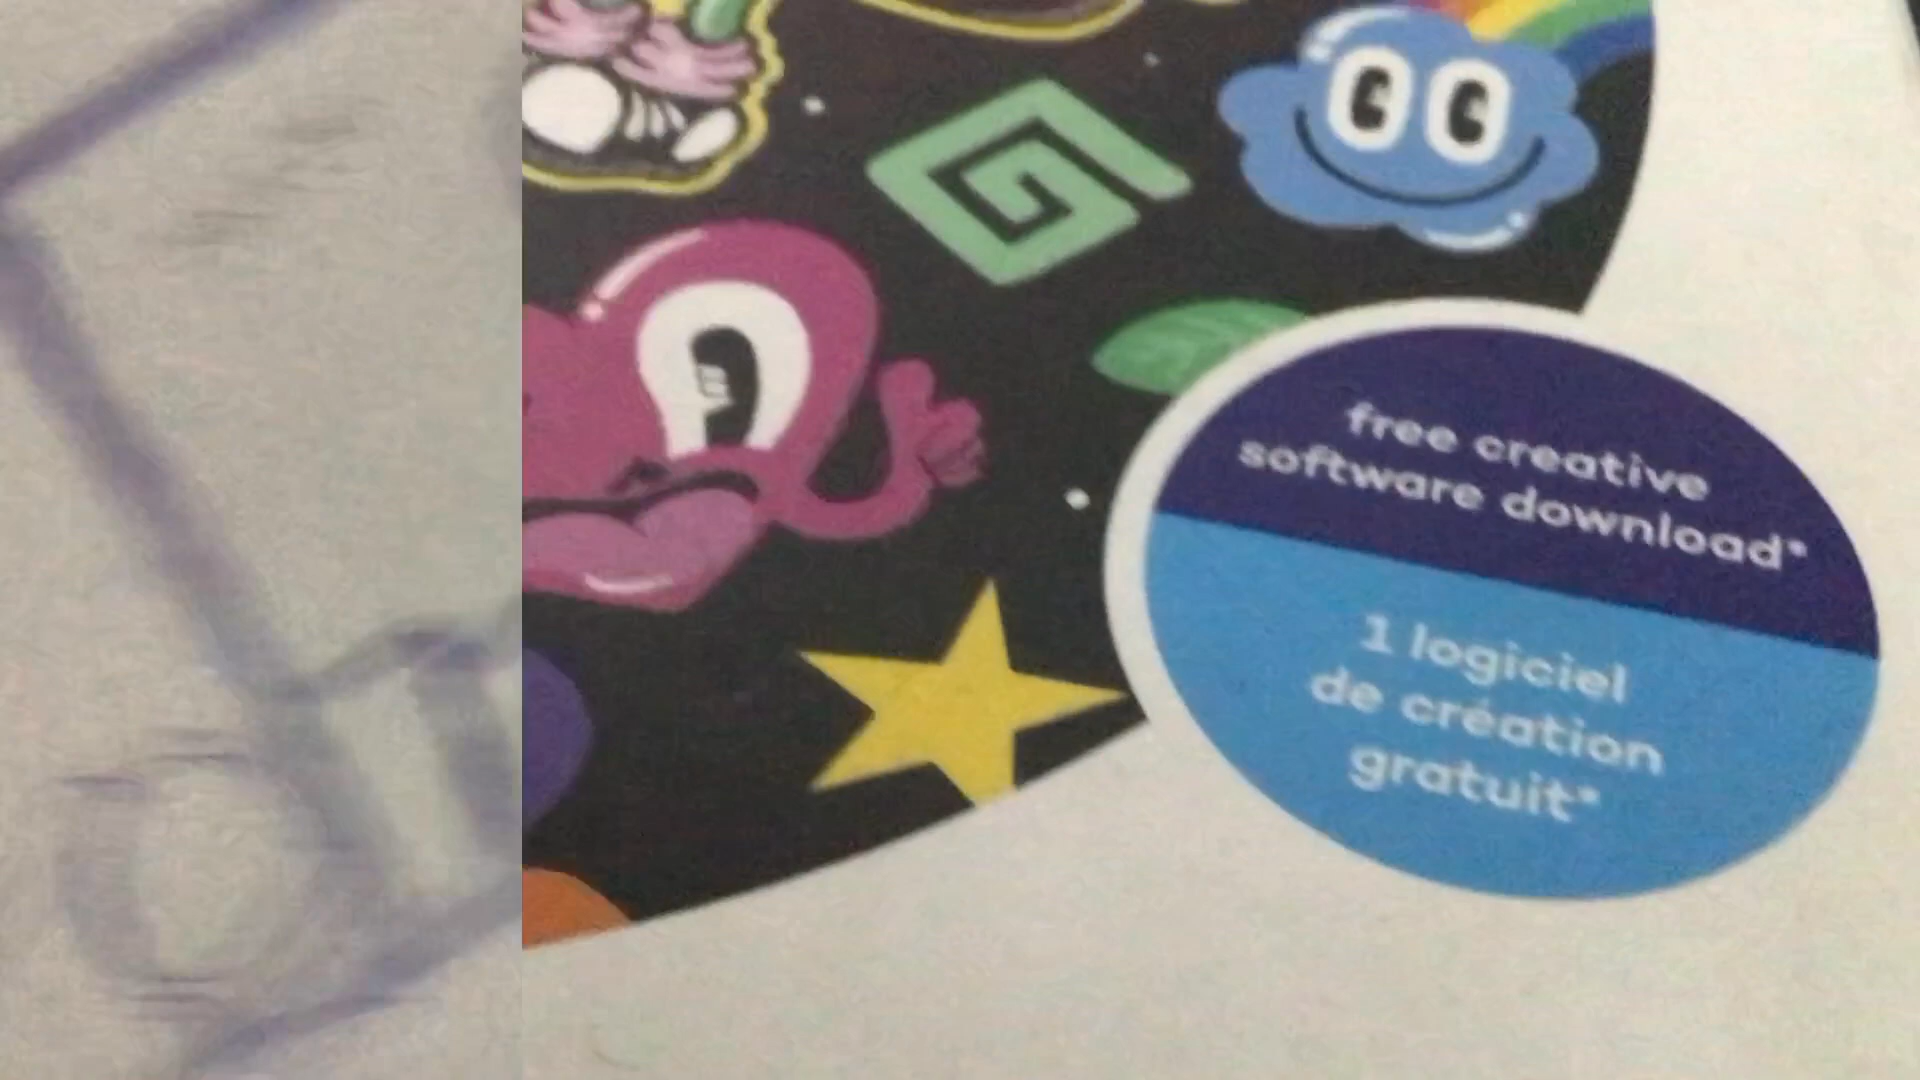 free creative
software download*
1 logiciel
de création
gratuit*